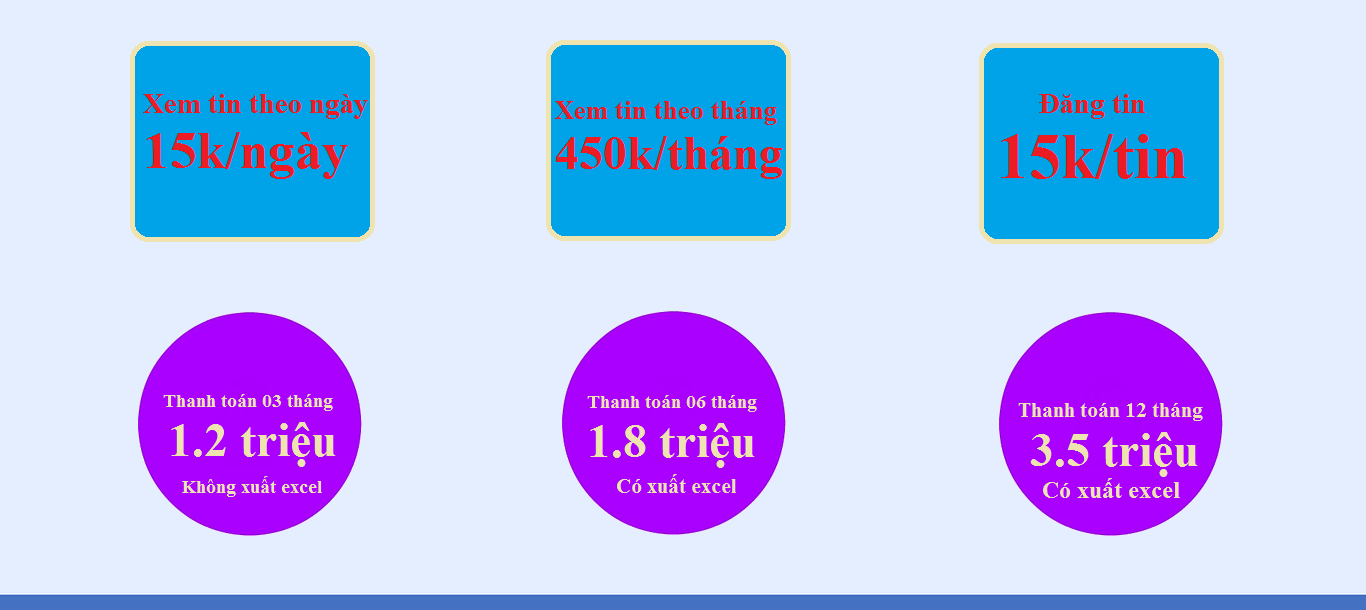 Xem tin theo ngày
15k/ngày
Xem tin theo tháng
450k/tháng
Đăng tin
15k/tin
Thanh toán 03 tháng
1.2 triệu
Không xuất excel
Thanh toán 06 tháng
1.8 triệu
Có xuất excel
Thanh toán 12 tháng
3.5 triệu
Có xuất excel